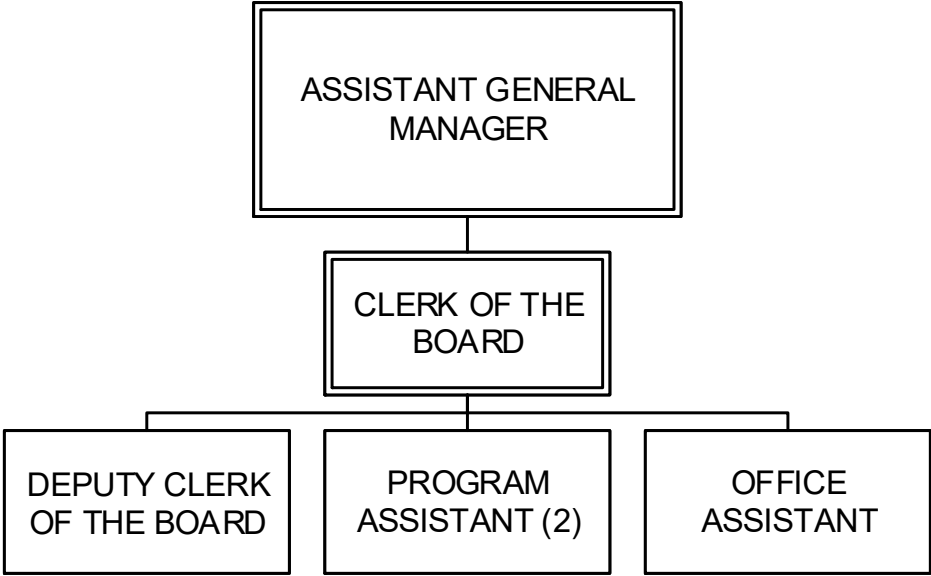 ASSISTANT GENERAL
MANAGER
CLERK OF THE
BOARD
DEPUTY CLERK
OF THE BOARD
PROGRAM
ASSISTANT (2)
OFFICE
ASSISTANT